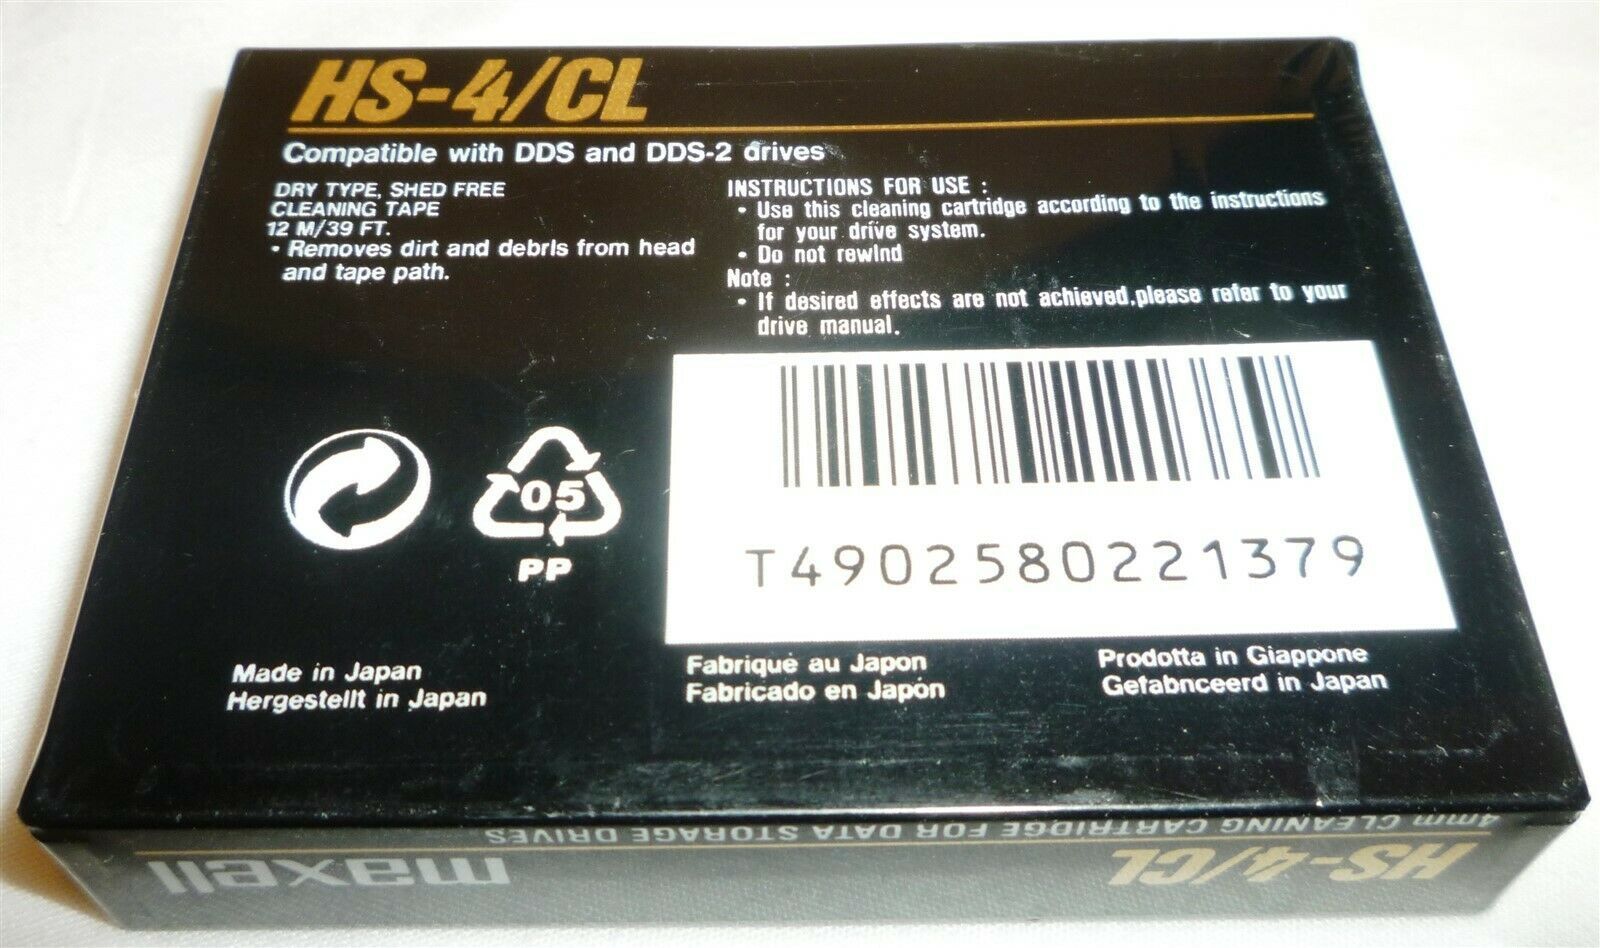 HS-4/CL
Compatible with DDS and DDS-2 drives
DRY TYPE, SHED FREE
CLEANING TAPE
12 M/39 FT.
• Removes dirt and debris from head
and tape path.
INSTRUCTIONS FOR USE :
• Use this cleaning cartridge according to the instructions
for your drive system.
• Do not rewind
Note :
• If desired effects are not achieved,please refer to your
drive manual.
05
PP
T4902580221379
Made in Japan
Hergestellt in Japan
Fabriqué au Japon
Fabricado en Japón
Prodotta in Giappone
Gefabnceerd in Japan
4mm CLEANING CARTRIDGE FOR DATA STORAGE DRIVES
HS-4/CL
maxell